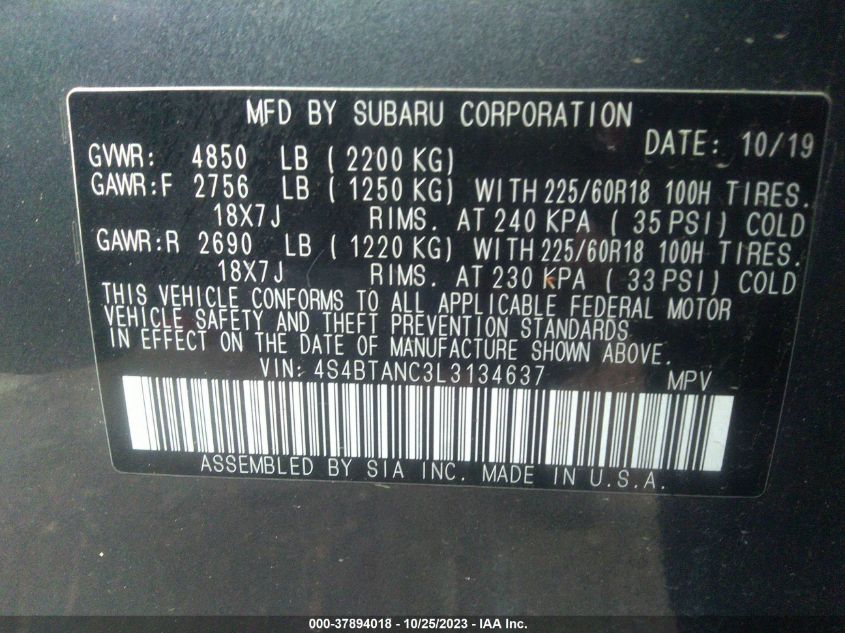 MFD BY SUBARU CORPORATION
DATE: 10/19
GVWR: 4850 LB ( 2200 KG)
GAWR:F 2756 LB ( 1250 KG) WITH 225/60R18 100H TIRES.
18X7J RIMS. AT 240 KPA ( 35 PSI) COLD
GAWR:R 2690 LB ( 1220 KG) WITH 225/60R18 100H TIRES.
18X7J RIMS. AT 230 KPA ( 33 PSI) COLD
THIS VEHICLE CONFORMS TO ALL APPLICABLE FEDERAL MOTOR
VEHICLE SAFETY AND THEFT PREVENTION STANDARDS
IN EFFECT ON THE DATE OF MANUFACTURE SHOWN ABOVE.
VIN: 4S4BTANC3L3134637 MPV
ASSEMBLED BY SIA INC. MADE IN U.S.A.
000-37894018 - 10/25/2023 - IAA Inc.